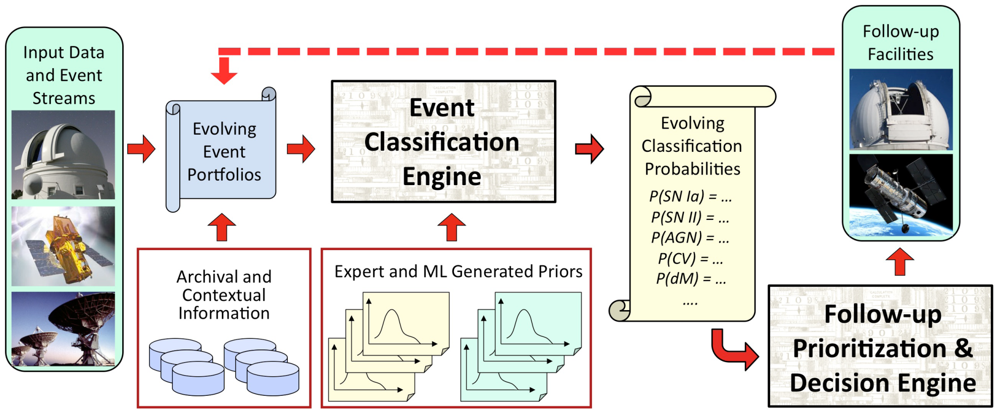 Input Data
and Event
Streams
Evolving
Event
Portfolios
Archival and
Contextual
Information
Event
Classification
Engine
Expert and ML Generated Priors
Evolving
Classification
Probabilities
P(SN Ia) = ...
P(SN II) = ...
P(AGN) = ...
P(CV) = ...
P(dM) = ...
....
Follow-up
Prioritization &
Decision Engine
Follow-up
Facilities